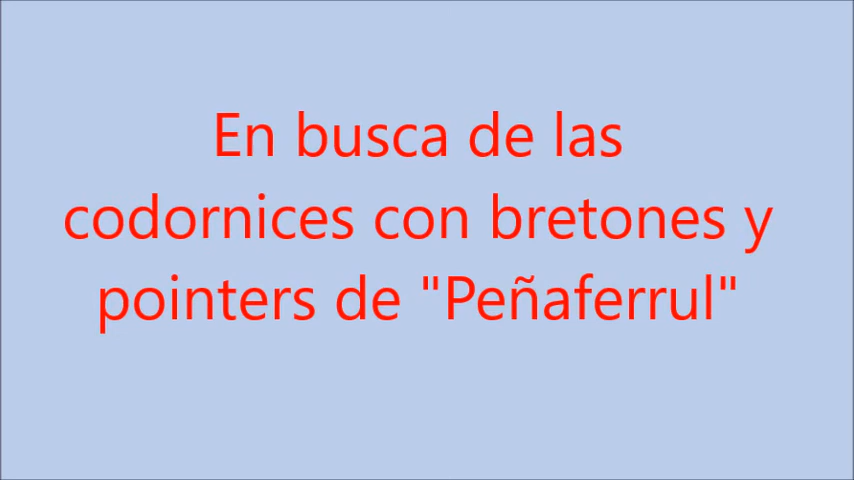 En busca de las
codornices con bretones y
pointers de "Peñaferrul"